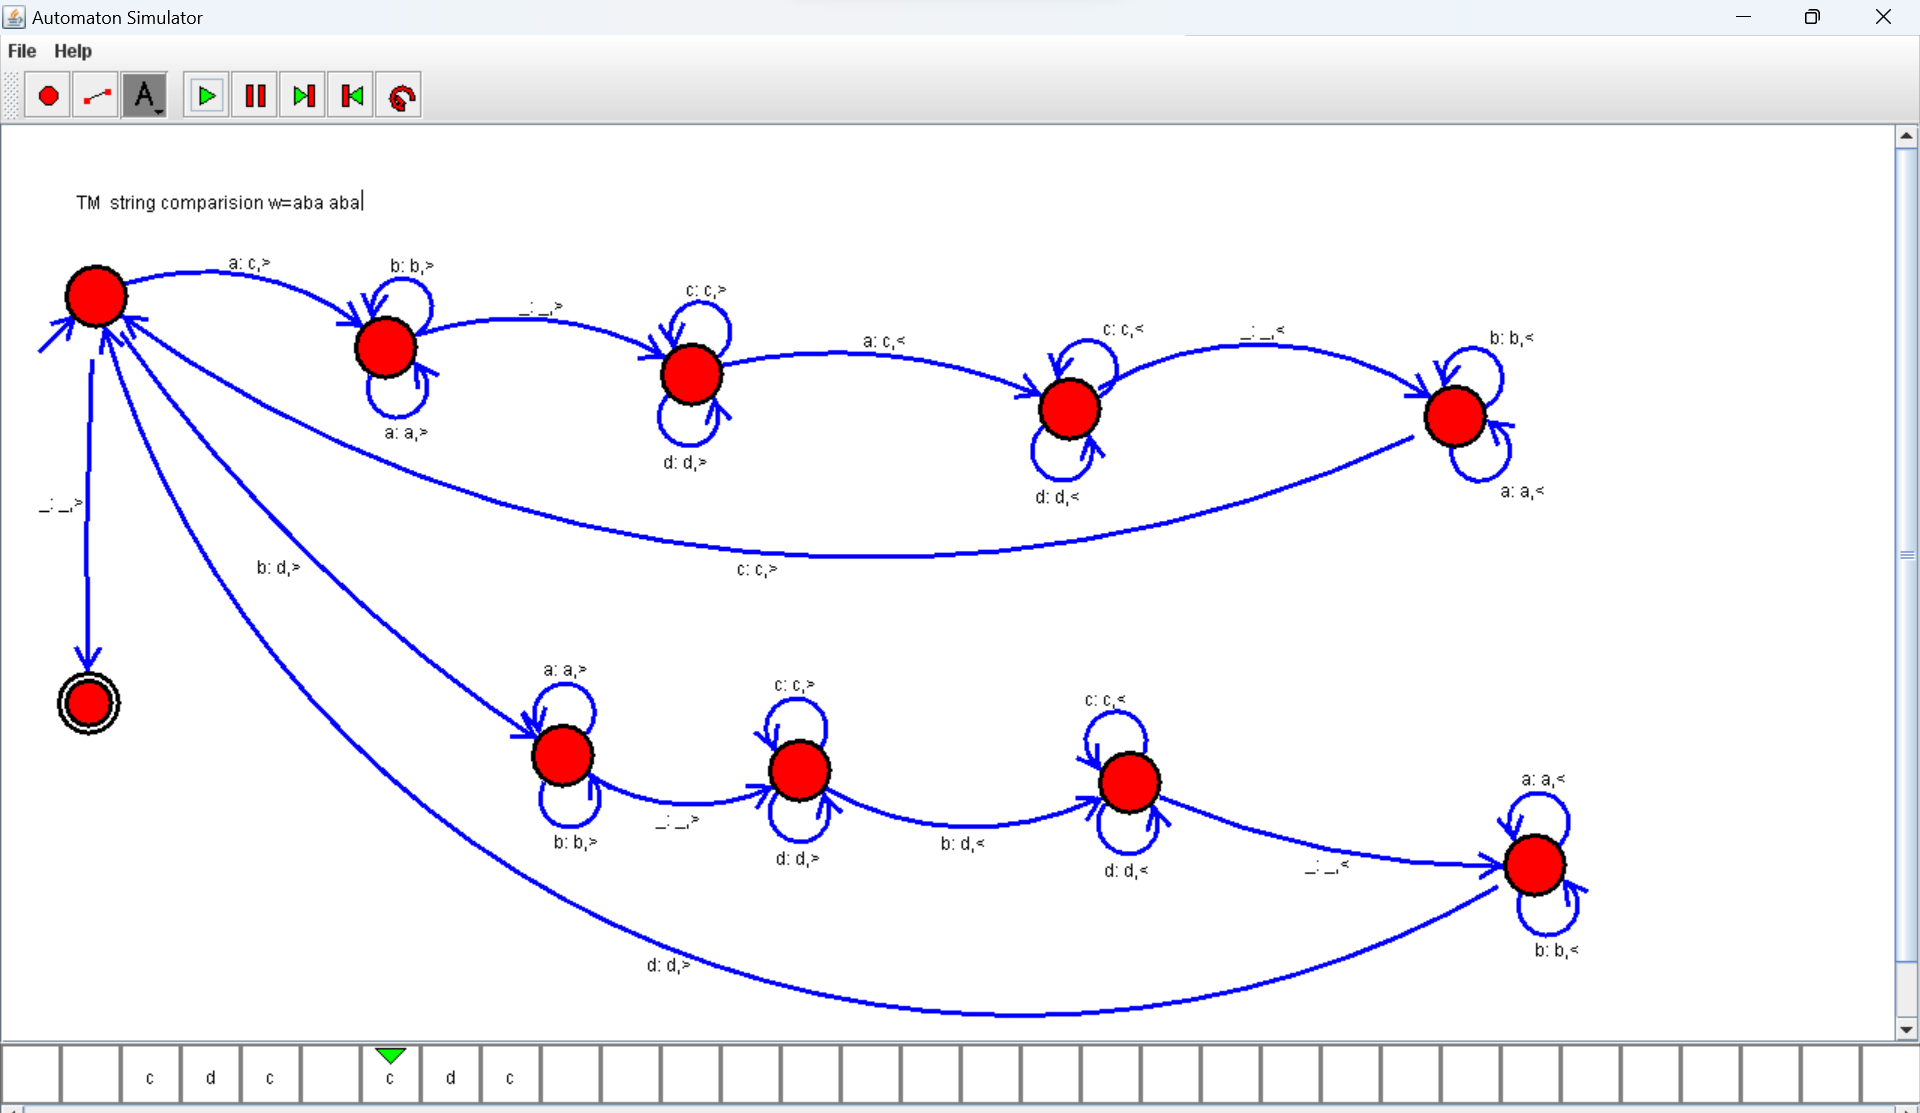 Automaton Simulator
File Help
A
TM string comparision w=aba aba
a: c,>
b: b,>
_: _,>
c: c,>
a: c,<
c: c,<
_: _,<
b: b,<
a: a,>
d: d,>
d: d,<
a: a,<
_: _,>
b: d,>
c: c,>
a: a,>
c: c,>
c: c,<
a: a,<
_: _,>
b: b,>
d: d,>
b: d,<
d: d,<
_: _,<
b: b,<
d: d,>
c d c c d c